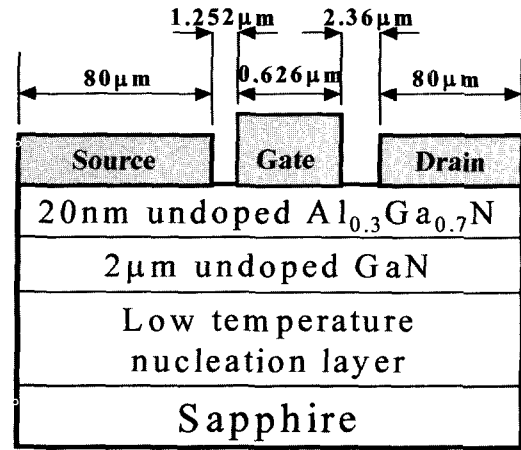 1.252μm 2.36μm
80μm 0.626μm 80μm
Source Gate Drain
20nm undoped Al₀.₃Ga₀.₇N
2μm undoped GaN
Low temperature
nucleation layer
Sapphire